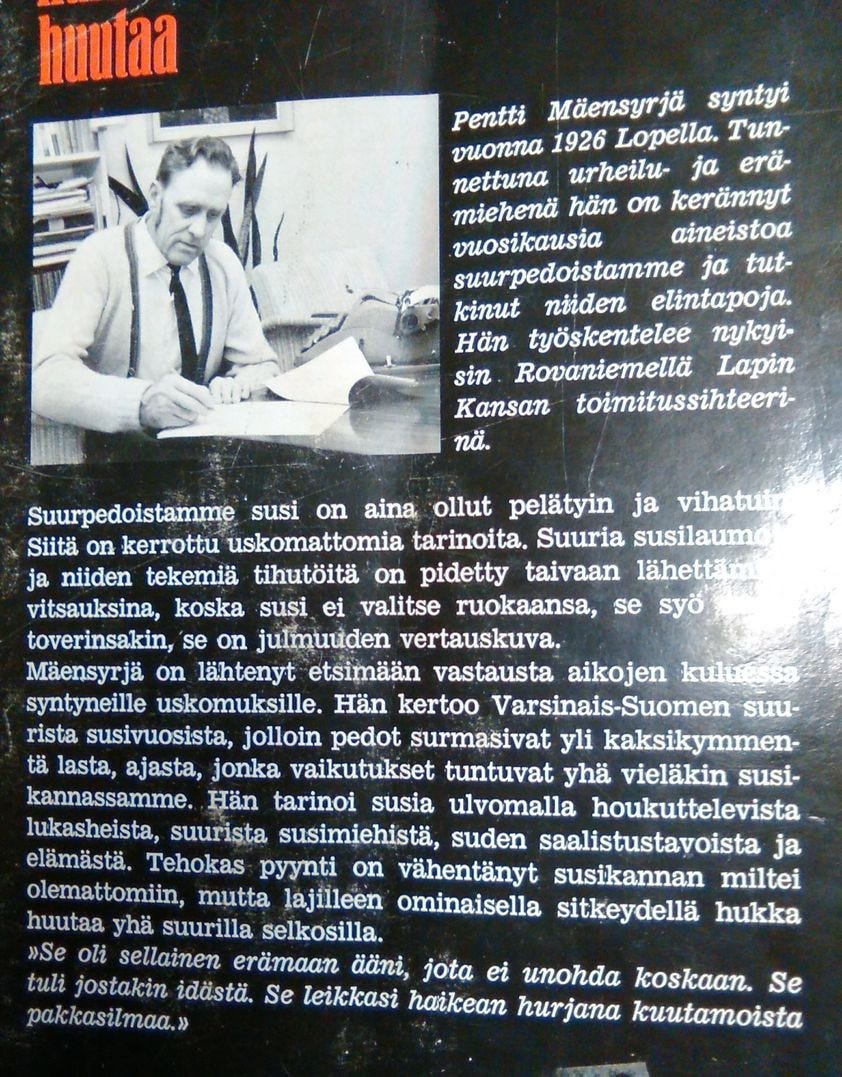 huutaa
Pentti Mäensyrjä syntyi
vuonna 1926 Lopella. Tun-
nettuna urheilu- ja erä-
miehenä hän on kerännyt
vuosikausia aineistoa
suurpedoistamme ja tut-
kinut niiden elintapoja.
Hän työskentelee nykyi-
sin Rovaniemellä Lapin
Kansan toimitussihteeri-
nä.
Suurpedoistamme susi on aina ollut pelätyin ja vihatuin.
Siitä on kerrottu uskomattomia tarinoita. Suuria susilaumoja
ja niiden tekemiä tihutöitä on pidetty taivaan lähettäminä
vitsauksina, koska susi ei valitse ruokaansa, se syö
toverinsakin, se on julmuuden vertauskuva.
Mäensyrjä on lähtenyt etsimään vastausta aikojen kuluessa
syntyneille uskomuksille. Hän kertoo Varsinais-Suomen suu-
rista susivuosista, jolloin pedot surmasivat yli kaksikymmen-
tä lasta, ajasta, jonka vaikutukset tuntuvat yhä vieläkin susi-
kannassamme. Hän tarinoi susia ulvomalla houkuttelevista
lukasheista, suurista susimiehistä, suden saalistustavoista ja
elämästä. Tehokas pyynti on vähentänyt susikannan miltei
olemattomiin, mutta lajilleen ominaisella sitkeydellä hukka
huutaa yhä suurilla selkosilla.
»Se oli sellainen erämaan ääni, jota ei unohda koskaan. Se
tuli jostakin idästä. Se leikkasi haikean hurjana kuutamoista
pakkasilmaa.»